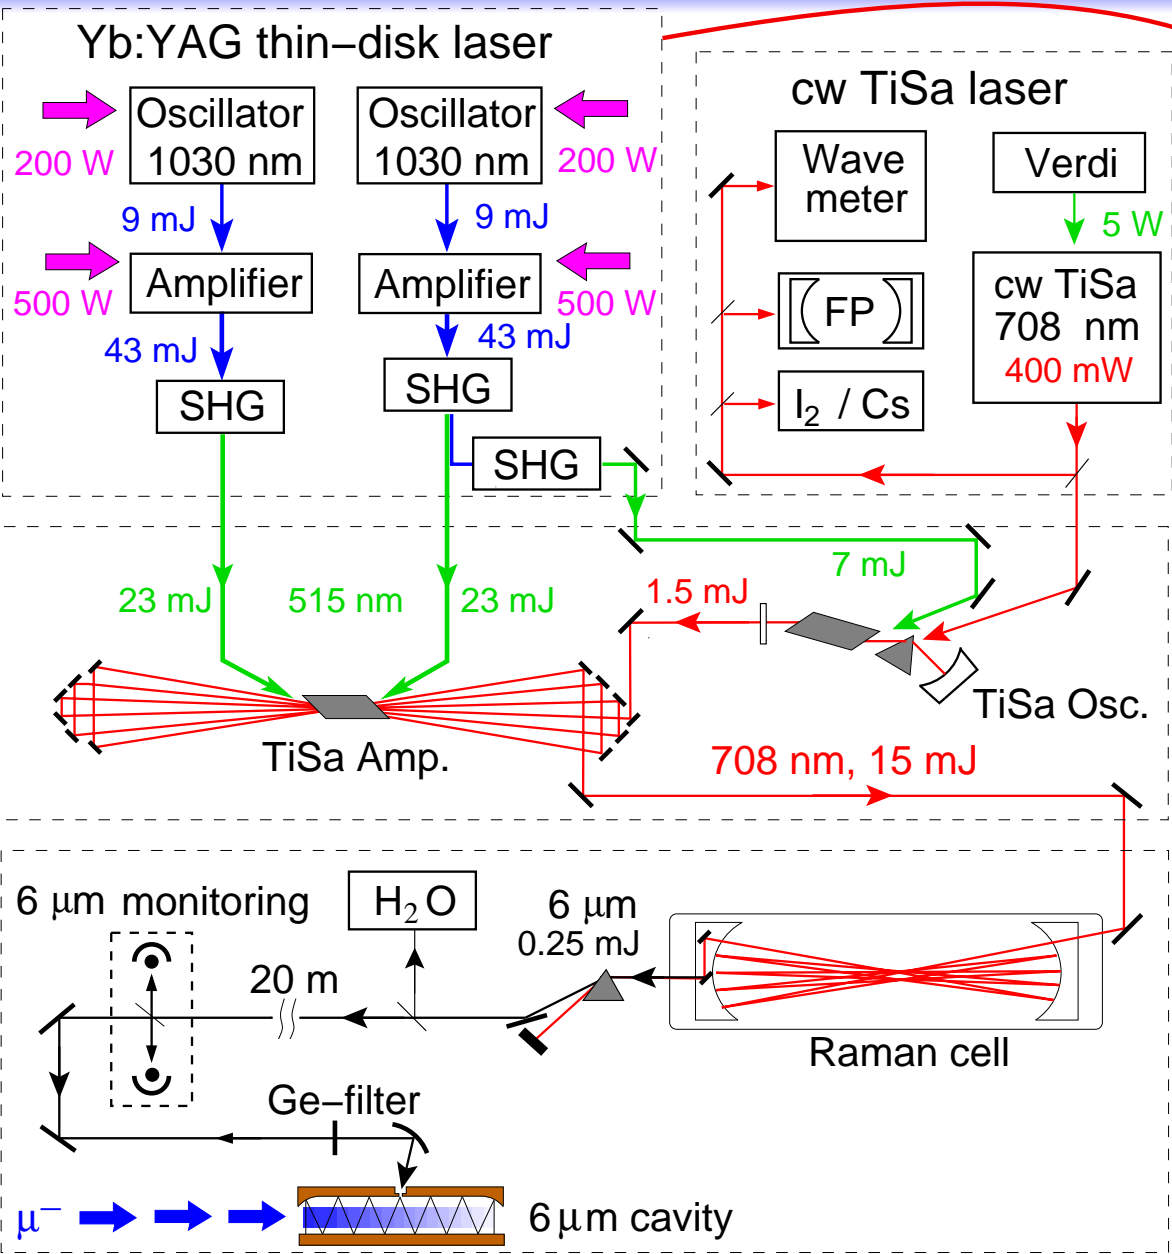 Yb:YAG thin−disk laser
Oscillator
1030 nm
Oscillator
1030 nm
200 W
200 W
9 mJ
9 mJ
Amplifier
Amplifier
500 W
500 W
43 mJ
43 mJ
SHG
SHG
SHG
cw TiSa laser
Wave
meter
Verdi
5 W
FP
cw TiSa
708 nm
400 mW
I₂ / Cs
23 mJ
515 nm
23 mJ
7 mJ
1.5 mJ
TiSa Osc.
TiSa Amp.
708 nm, 15 mJ
6 μm monitoring
H₂O
6 μm
0.25 mJ
20 m
Raman cell
Ge−filter
μ⁻
6 μm cavity